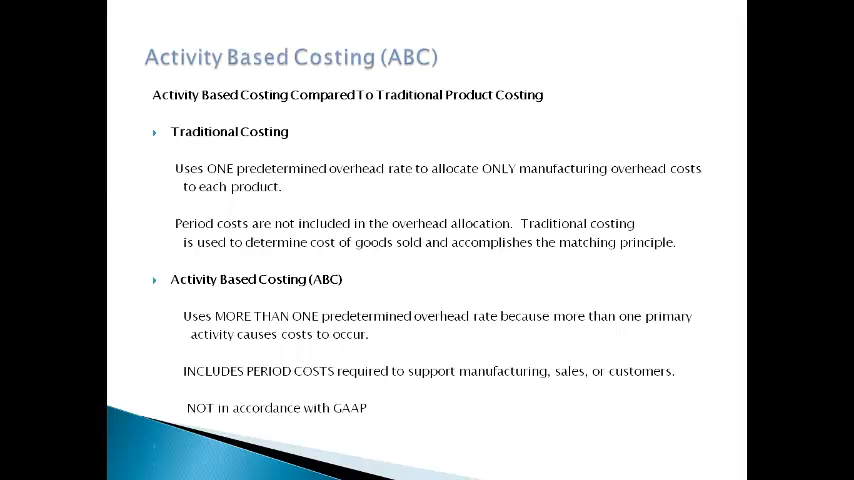 Activity Based Costing (ABC)
Activity Based Costing Compared To Traditional Product Costing
Traditional Costing
Uses ONE predetermined overhead rate to allocate ONLY manufacturing overhead costs
to each product.
Period costs are not included in the overhead allocation. Traditional costing
is used to determine cost of goods sold and accomplishes the matching principle.
Activity Based Costing (ABC)
Uses MORE THAN ONE predetermined overhead rate because more than one primary
activity causes costs to occur.
INCLUDES PERIOD COSTS required to support manufacturing, sales, or customers.
NOT in accordance with GAAP